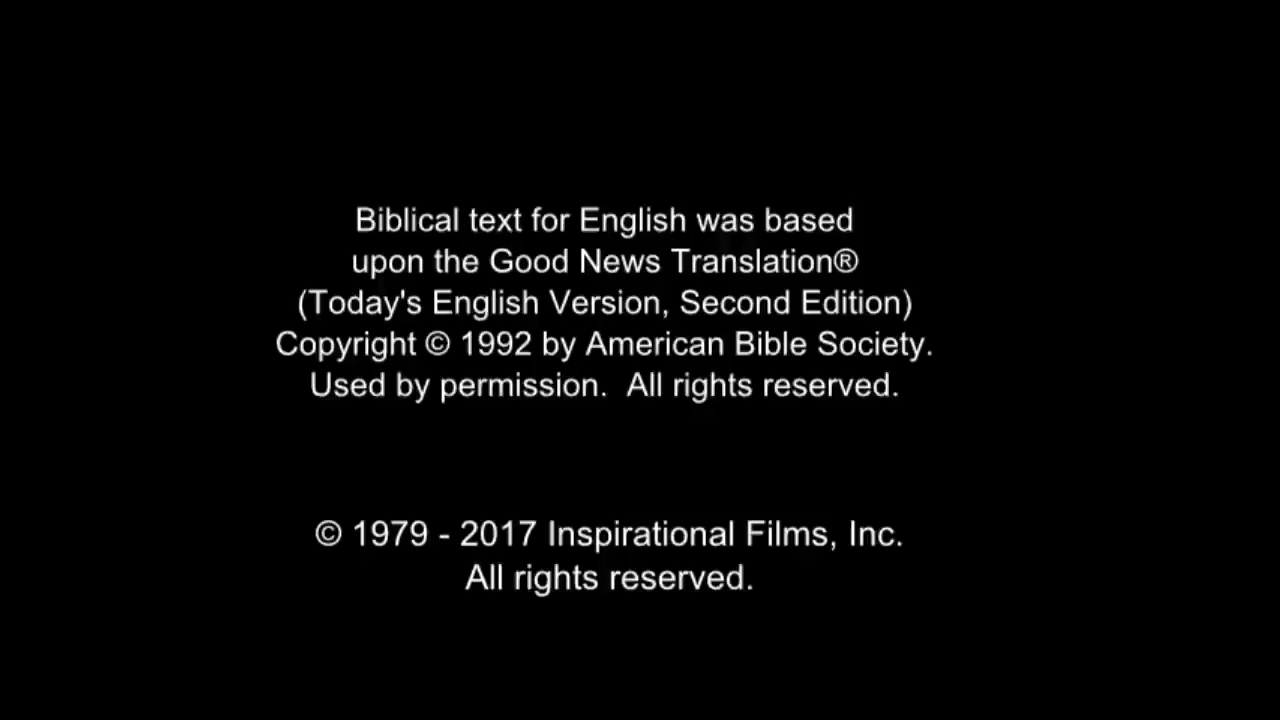 Biblical text for English was based
upon the Good News Translation®
(Today's English Version, Second Edition)
Copyright © 1992 by American Bible Society.
Used by permission.  All rights reserved.
© 1979 - 2017 Inspirational Films, Inc.
All rights reserved.